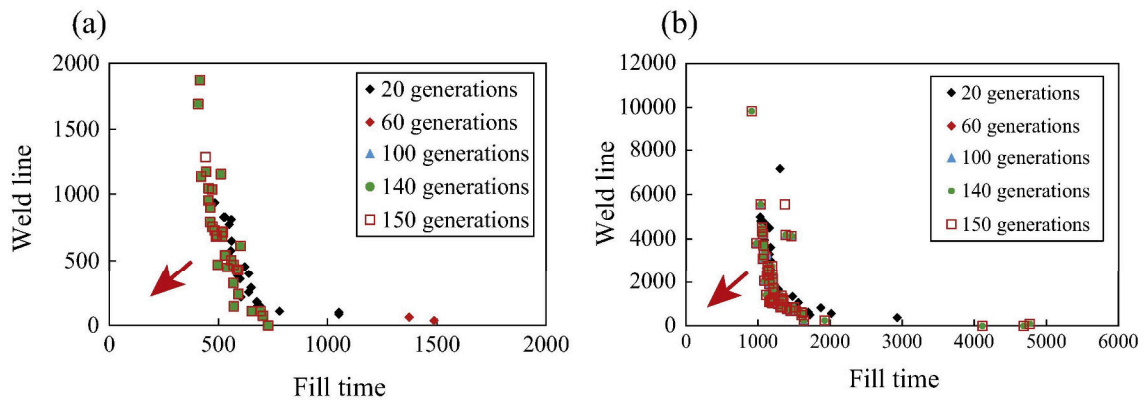 (a)
2000
1500
1000
500
0
0 500 1000 1500 2000
Weld line
Fill time
20 generations
60 generations
100 generations
140 generations
150 generations
(b)
12000
10000
8000
6000
4000
2000
0
0 1000 2000 3000 4000 5000 6000
Weld line
Fill time
20 generations
60 generations
100 generations
140 generations
150 generations